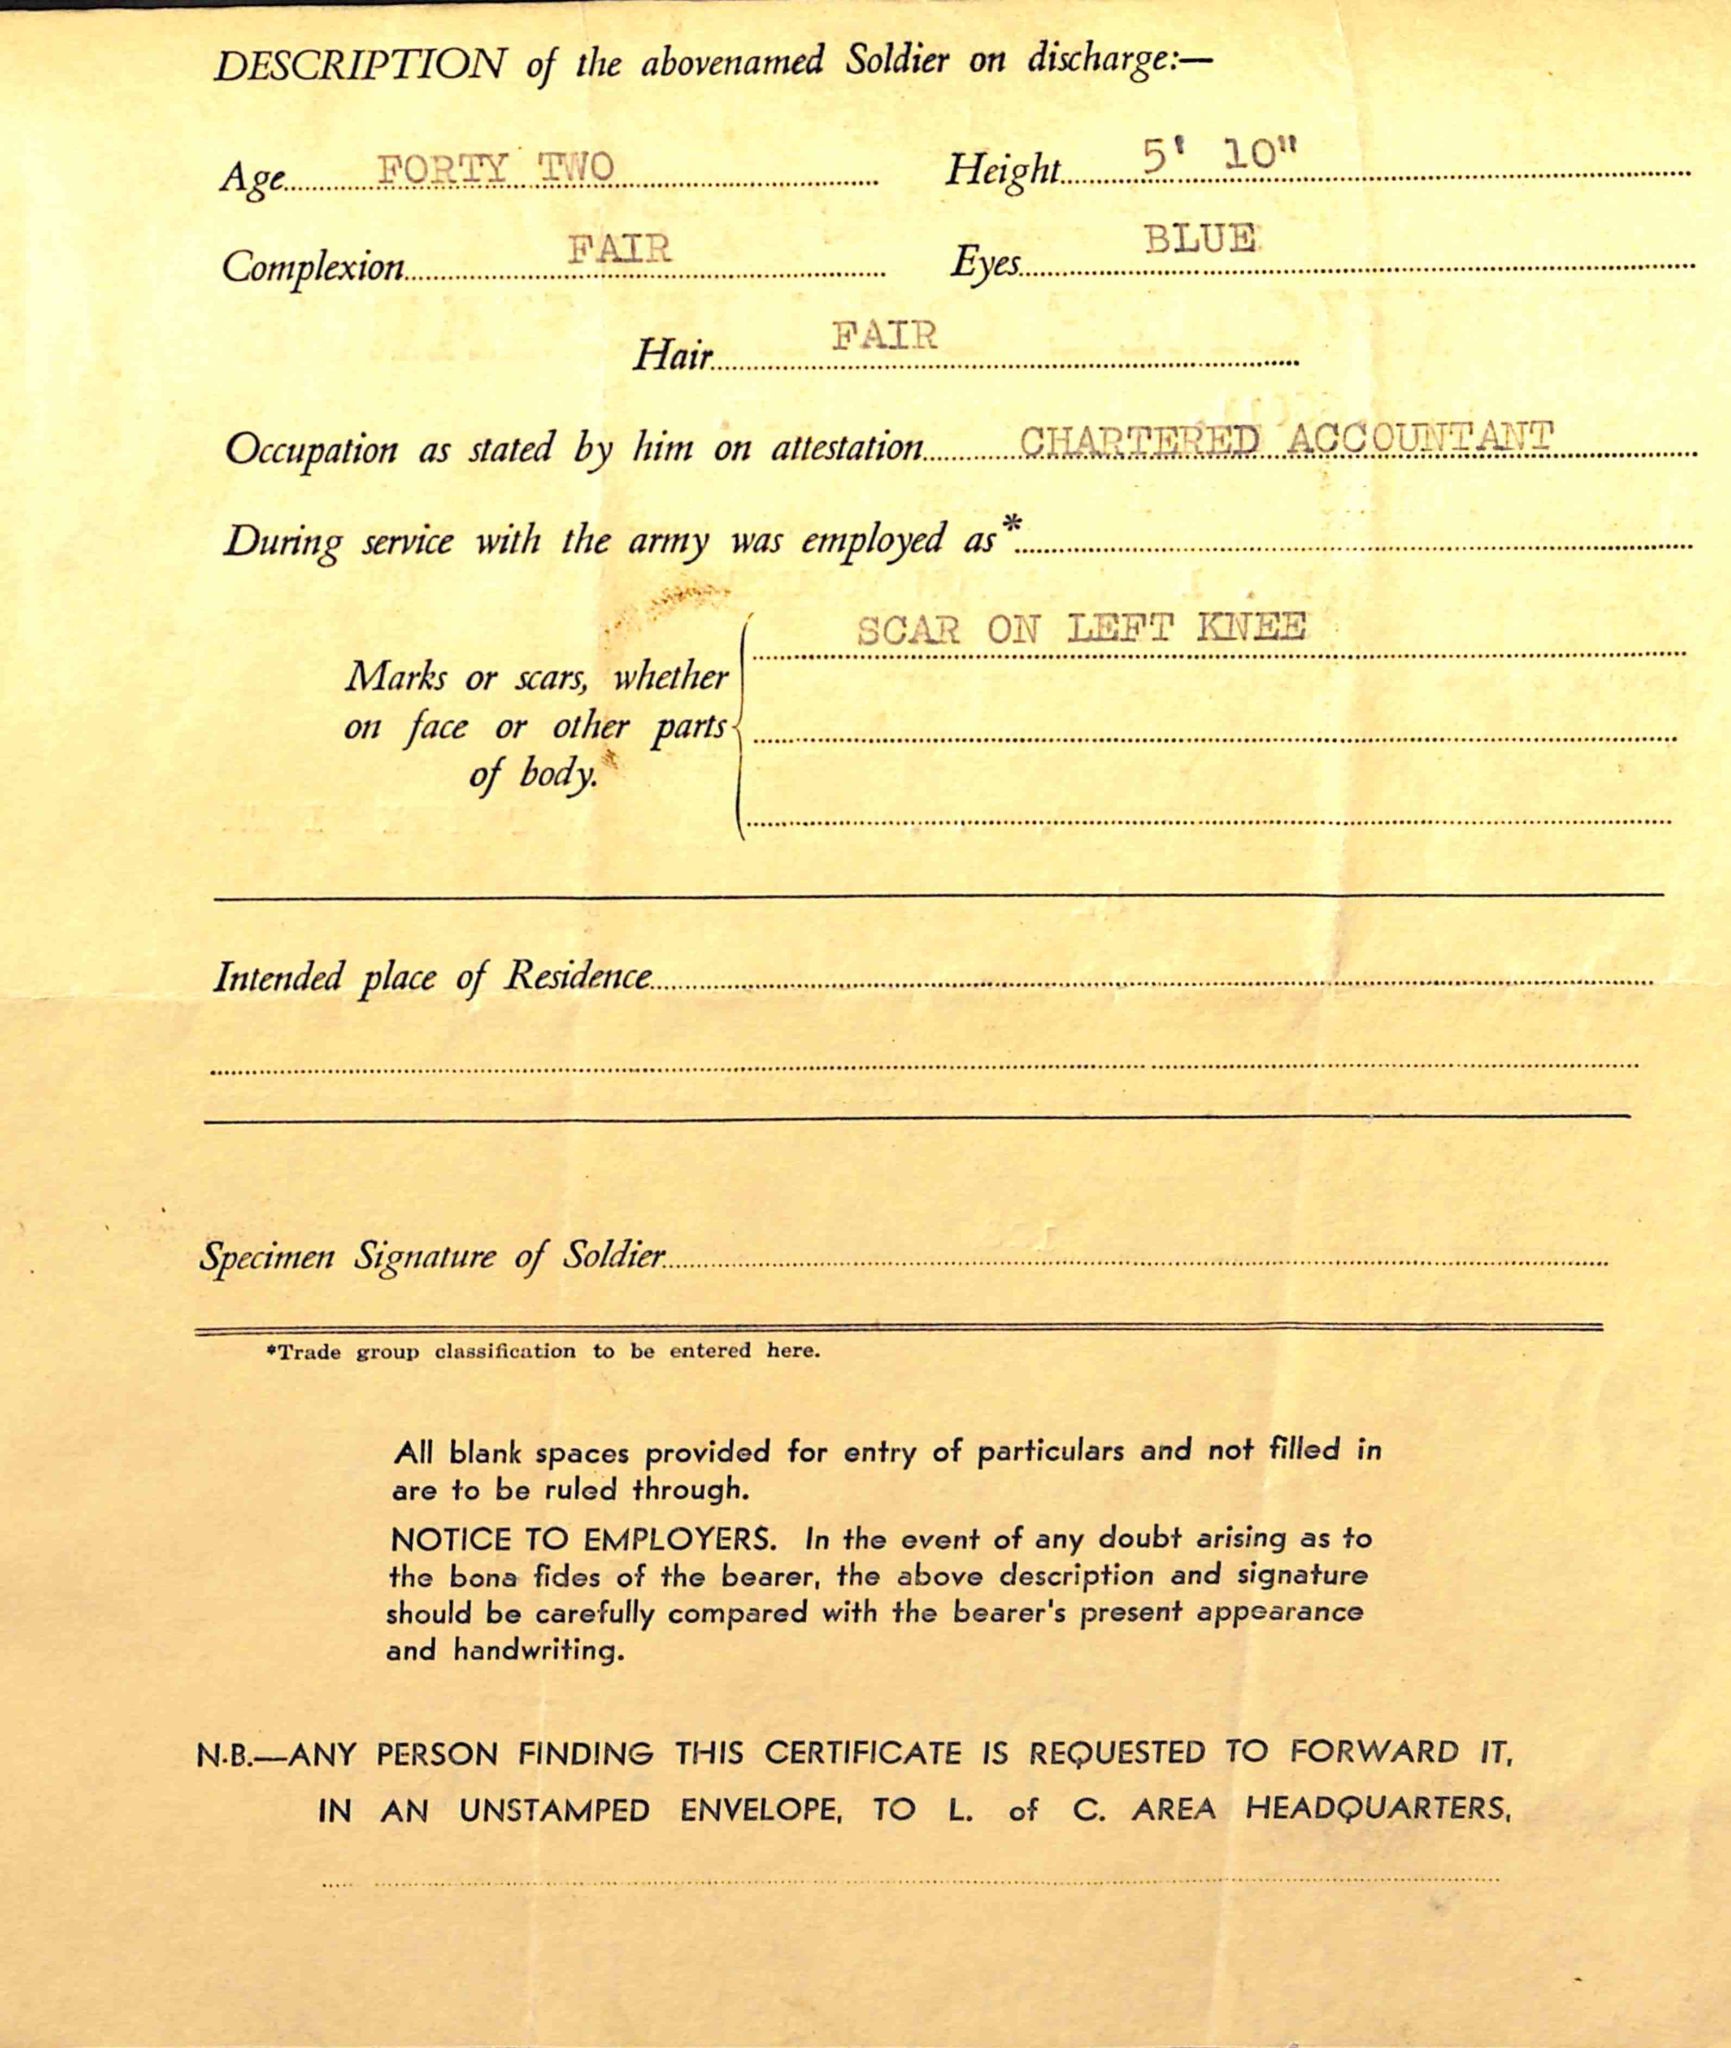 DESCRIPTION of the abovenamed Soldier on discharge:—
Age FORTY TWO Height 5' 10"
Complexion FAIR Eyes BLUE
Hair FAIR
Occupation as stated by him on attestation CHARTERED ACCOUNTANT
During service with the army was employed as*
SCAR ON LEFT KNEE
Marks or scars, whether
on face or other parts
of body.
Intended place of Residence
Specimen Signature of Soldier
*Trade group classification to be entered here.
All blank spaces provided for entry of particulars and not filled in
are to be ruled through.
NOTICE TO EMPLOYERS. In the event of any doubt arising as to
the bona fides of the bearer, the above description and signature
should be carefully compared with the bearer's present appearance
and handwriting.
N.B.—ANY PERSON FINDING THIS CERTIFICATE IS REQUESTED TO FORWARD IT,
IN AN UNSTAMPED ENVELOPE, TO L. of C. AREA HEADQUARTERS,